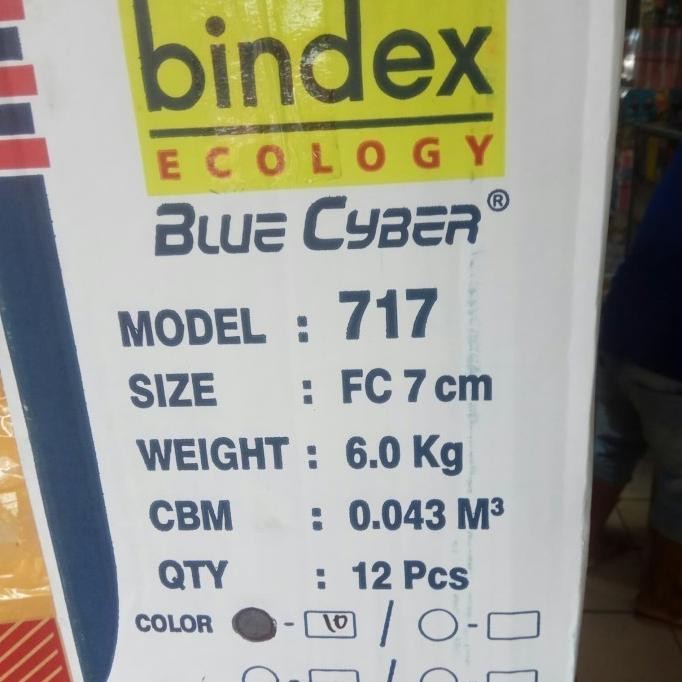 bindex
ECOLOGY
BLUE CYBER®
MODEL : 717
SIZE : FC 7 cm
WEIGHT : 6.0 Kg
CBM : 0.043 M³
QTY : 12 Pcs
COLOR - 10 / -